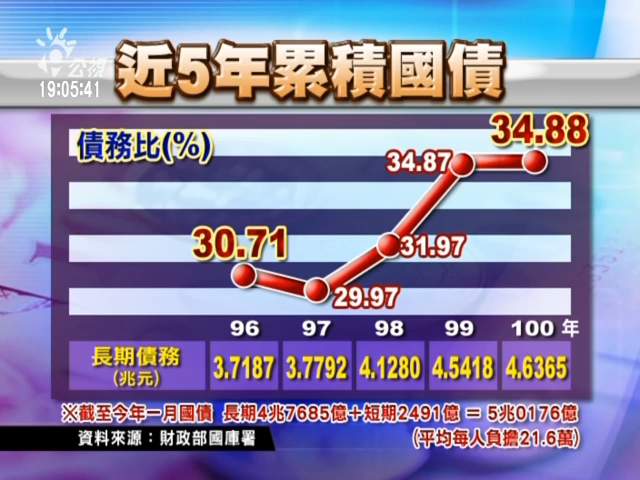 公視
19:05:41
近5年累積國債
債務比(%)
34.88
34.87
30.71
31.97
29.97
96 97 98 99 100 年
長期債務 3.7187 3.7792 4.1280 4.5418 4.6365
(兆元)
※截至今年一月國債 長期4兆7685億+短期2491億 = 5兆0176億
資料來源：財政部國庫署 (平均每人負擔21.6萬)